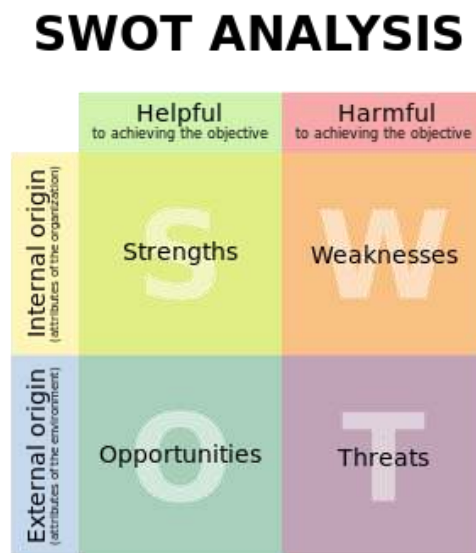 SWOT ANALYSIS
Helpful
to achieving the objective
Harmful
to achieving the objective
Internal origin
(attributes of the organization)
S
Strengths
W
Weaknesses
External origin
(attributes of the environment)
O
Opportunities
T
Threats